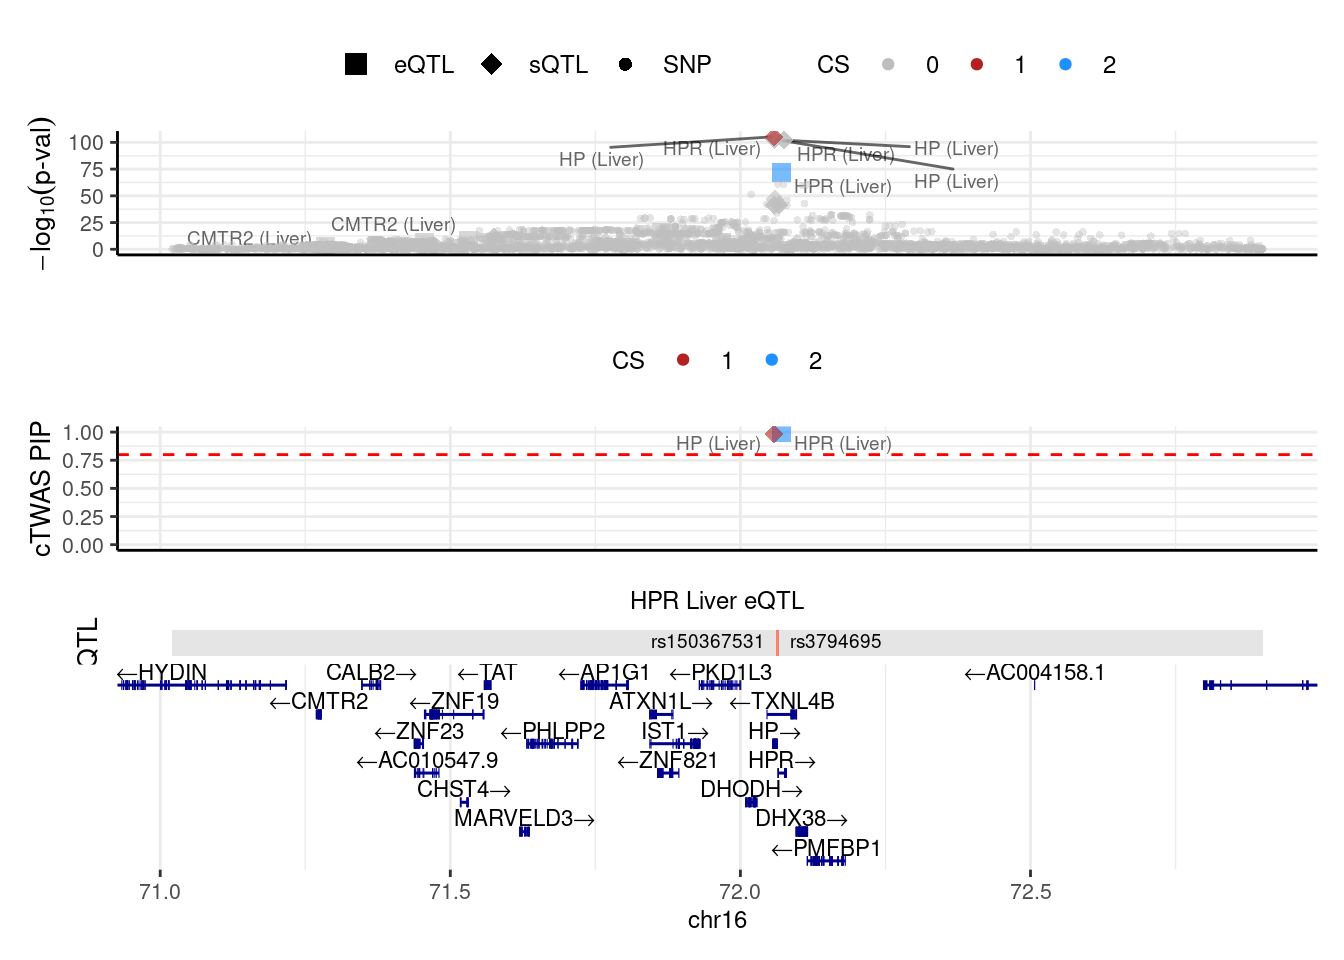 eQTL sQTL SNP CS 0 1 2
−log10(p-val)
100
75
50
25
0
HP (Liver)
HPR (Liver)
HPR (Liver)
HP (Liver)
HP (Liver)
HPR (Liver)
CMTR2 (Liver)
CMTR2 (Liver)
CS 1 2
cTWAS PIP
1.00
0.75
0.50
0.25
0.00
HP (Liver) HPR (Liver)
HPR Liver eQTL
QTL
rs150367531 rs3794695
←HYDIN CALB2→ ←TAT ←AP1G1 ←PKD1L3 ←AC004158.1
←CMTR2 ←ZNF19 ATXN1L→ ←TXNL4B
←ZNF23 ←PHLPP2 IST1→ HP→
←AC010547.9 ←ZNF821 HPR→
CHST4→ DHODH→
MARVELD3→ DHX38→
←PMFBP1
71.0 71.5 72.0 72.5
chr16